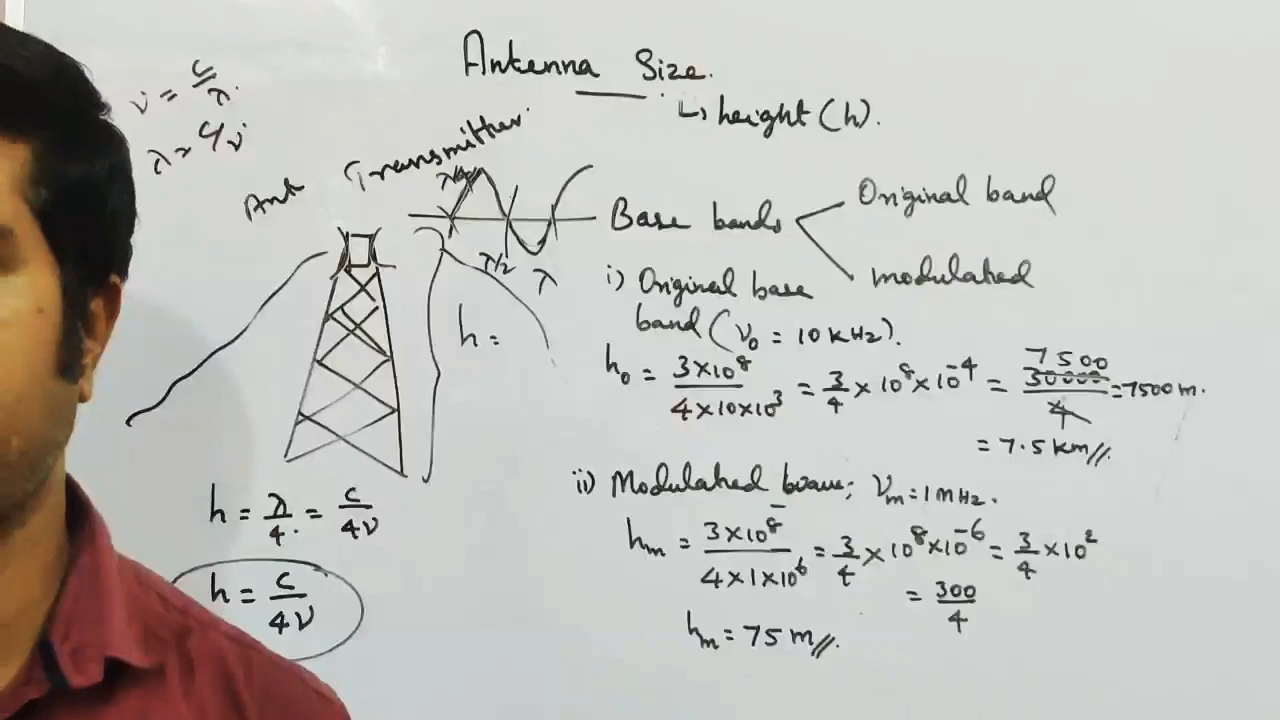 Antenna Size.
↳ height (h).
ν = c/λ.
λ = c/ν
Ant Transmitter.
λ/4
λ/2 λ
h =
h = λ/4. = c/4ν
h = c/4ν
Base bands
Original band
modulated
i) Original base
band (ν₀ = 10 KHz).
h₀ = 3×10⁸/4×10×10³ = 3/4 × 10⁸ × 10⁻⁴ = 30000/4 = 7500 m.
7500
= 7.5 km//.
ii) Modulated
; νm = 1 MHz.
hm = 3×10⁸/4×1×10⁶ = 3/4 × 10⁸×10⁻⁶ = 3/4 ×10²
= 300/4
hm = 75 m//.